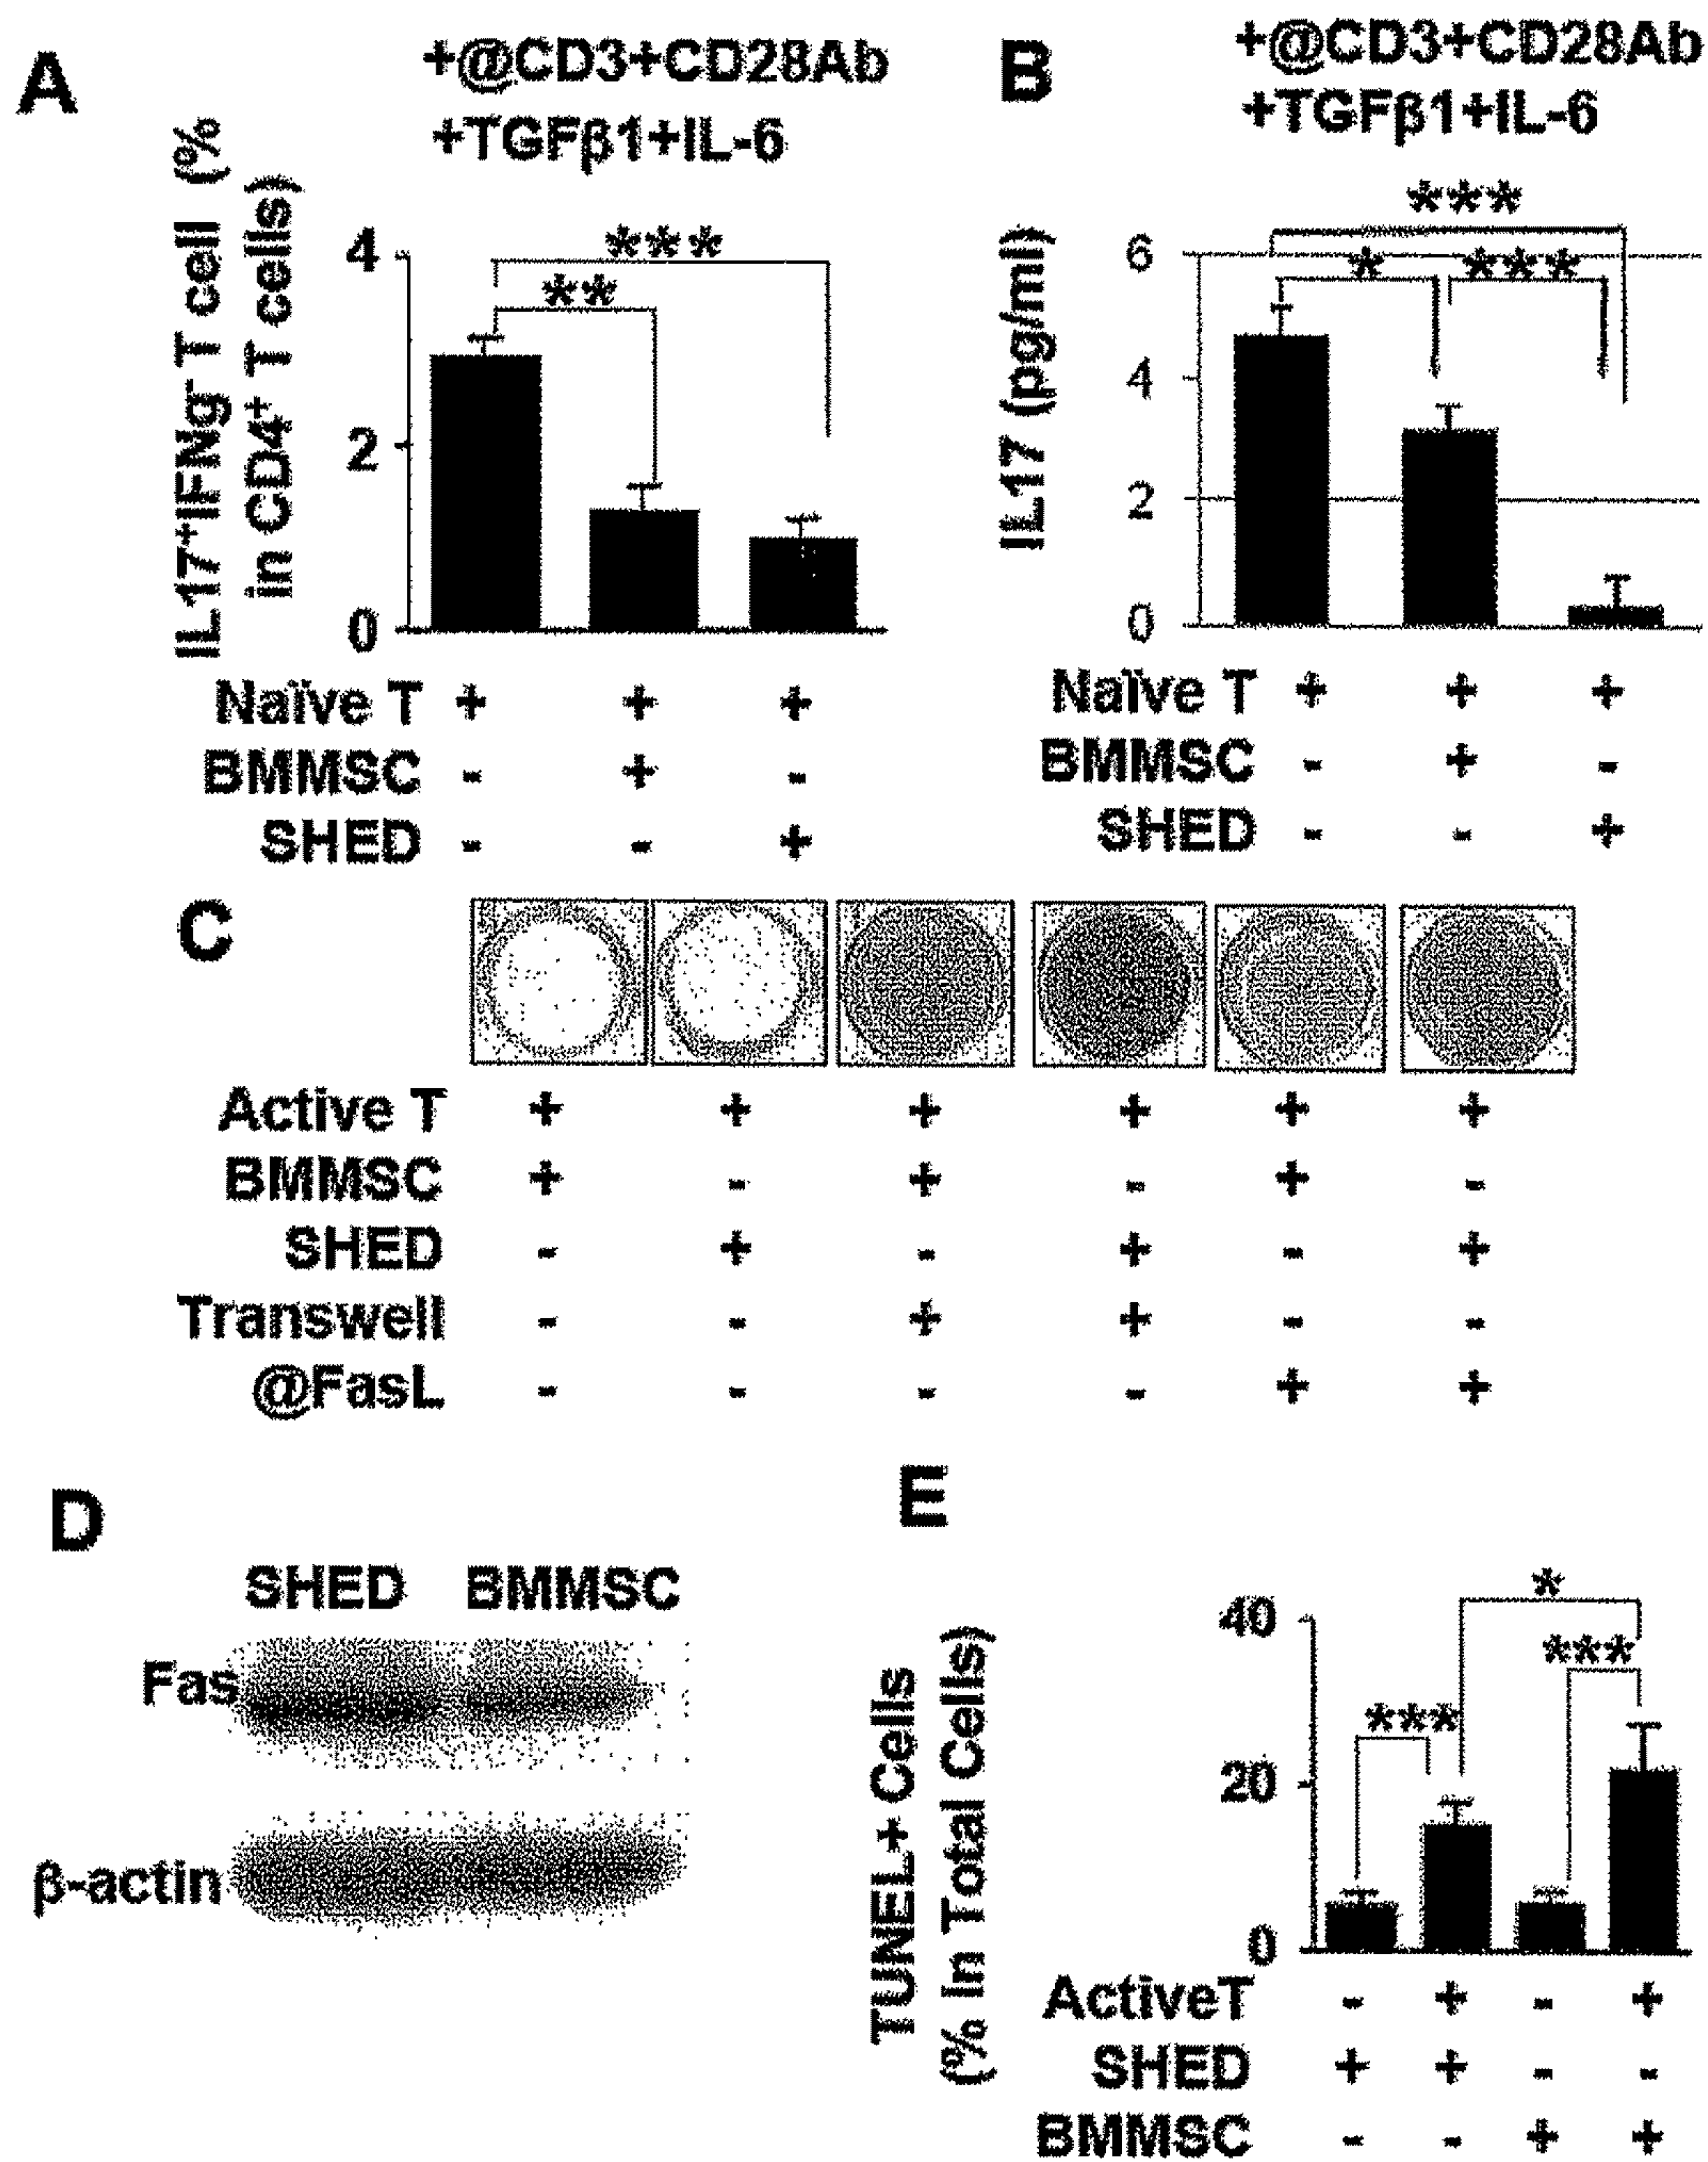 A
+@CD3+CD28Ab
+TGFβ1+IL-6
IL17⁺IFNg⁻ T cell (%
in CD4⁺ T cells)
***
**
4
2
0
Naïve T + + +
BMMSC - + -
SHED - - +
B
+@CD3+CD28Ab
+TGFβ1+IL-6
IL17 (pg/ml)
***
* ***
6
4
2
0
Naïve T + + +
BMMSC - + -
SHED - - +
C
Active T + + + + + +
BMMSC + - + - + -
SHED - + - + - +
Transwell - - + + - -
@FasL - - - - + +
D
SHED BMMSC
Fas
β-actin
E
TUNEL+ Cells
(% in Total Cells)
*
***
***
40
20
0
ActiveT - + - +
SHED + + - -
BMMSC - - + +